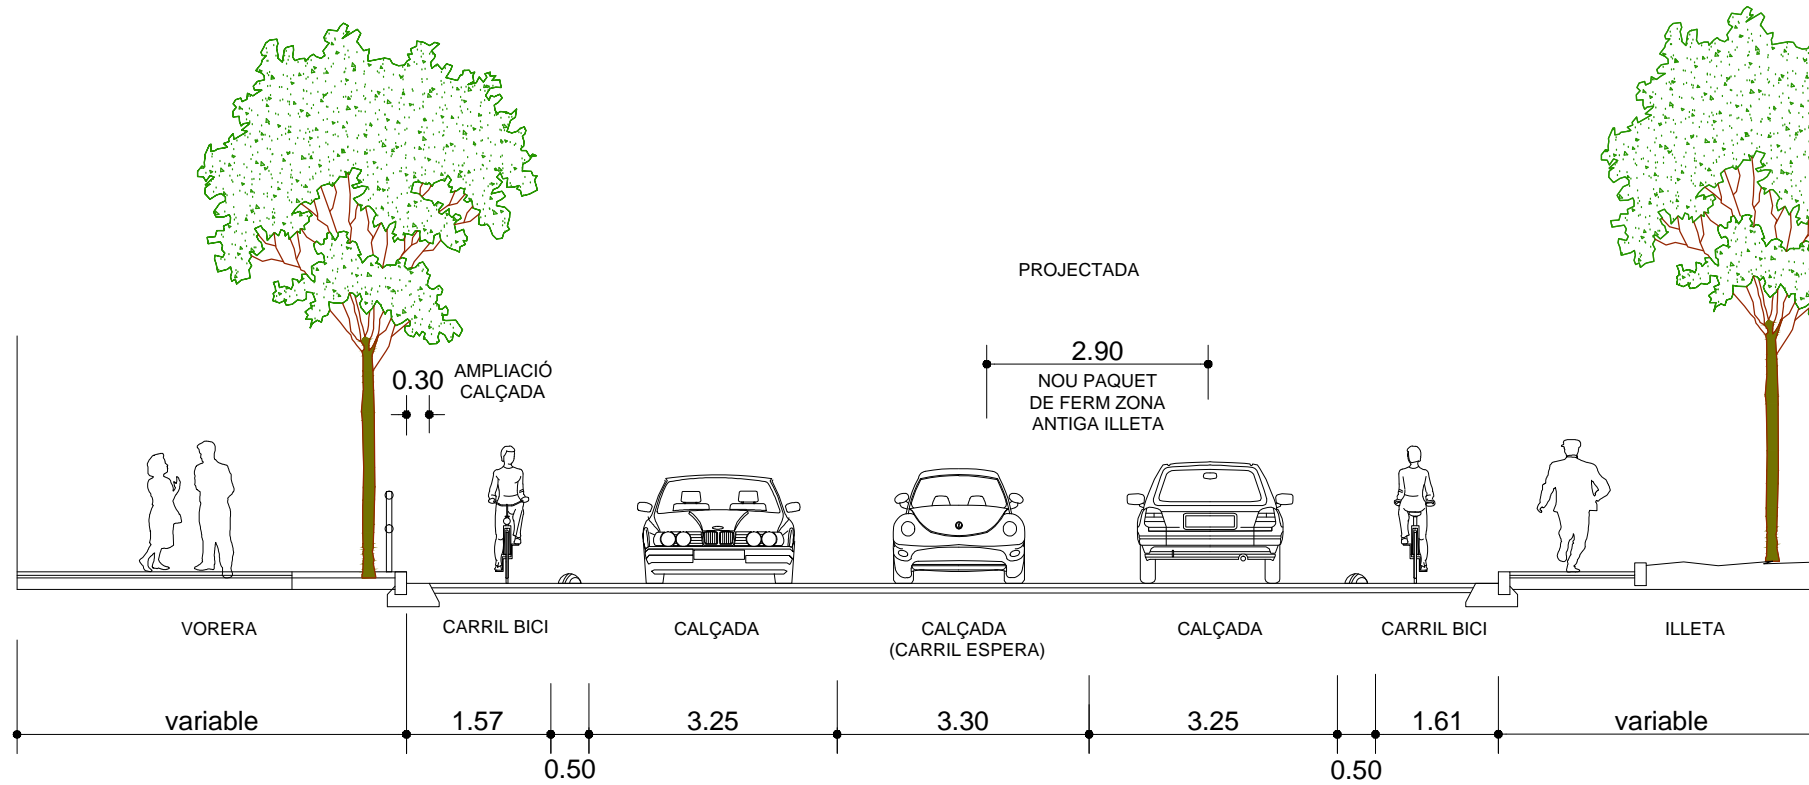 PROJECTADA
2.90
NOU PAQUET
DE FERM ZONA
ANTIGA ILLETA
0.30
AMPLIACIÓ
CALÇADA
VORERA
CARRIL BICI
CALÇADA
CALÇADA
(CARRIL ESPERA)
CALÇADA
CARRIL BICI
ILLETA
variable
1.57
0.50
3.25
3.30
3.25
0.50
1.61
variable